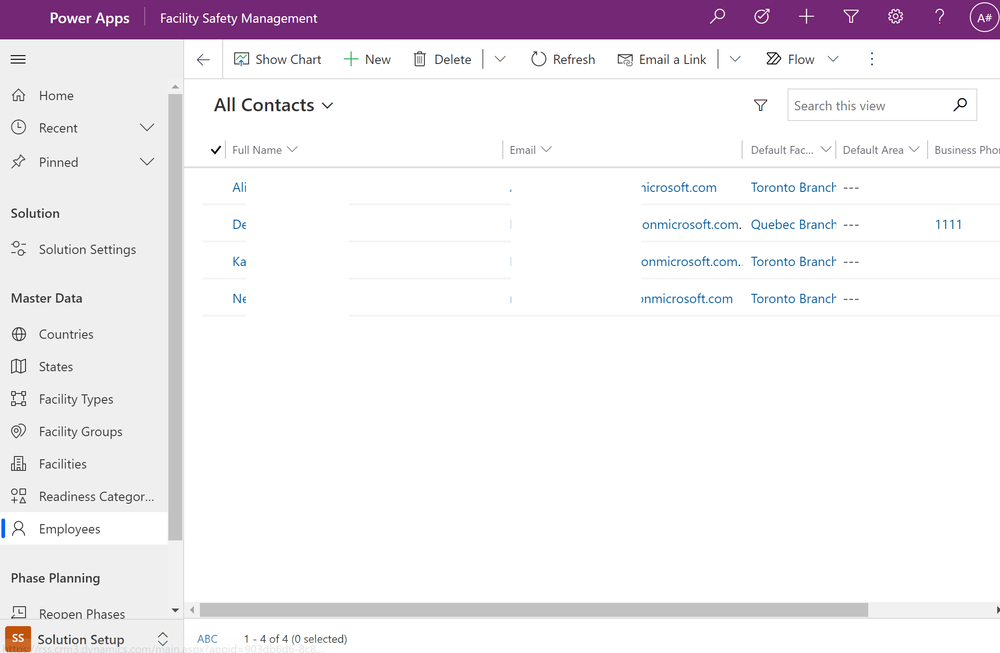 Power Apps
Facility Safety Management
A#
Show Chart
New
Delete
Refresh
Email a Link
Flow
Home
Recent
Pinned
Solution
Solution Settings
Master Data
Countries
States
Facility Types
Facility Groups
Facilities
Readiness Categor...
Employees
Phase Planning
Reopen Phases
SS
Solution Setup
All Contacts
Search this view
Full Name
Email
Default Fac...
Default Area
Business Pho
Ali
microsoft.com
Toronto Branch
---
De
onmicrosoft.com.
Quebec Branch
---
1111
Ka
onmicrosoft.com..
Toronto Branch
---
Ne
onmicrosoft.com
Toronto Branch
---
ABC
1 - 4 of 4 (0 selected)
https://rss.crm3.dynamics.com/main.aspx?appid=903db6d6-8c8...